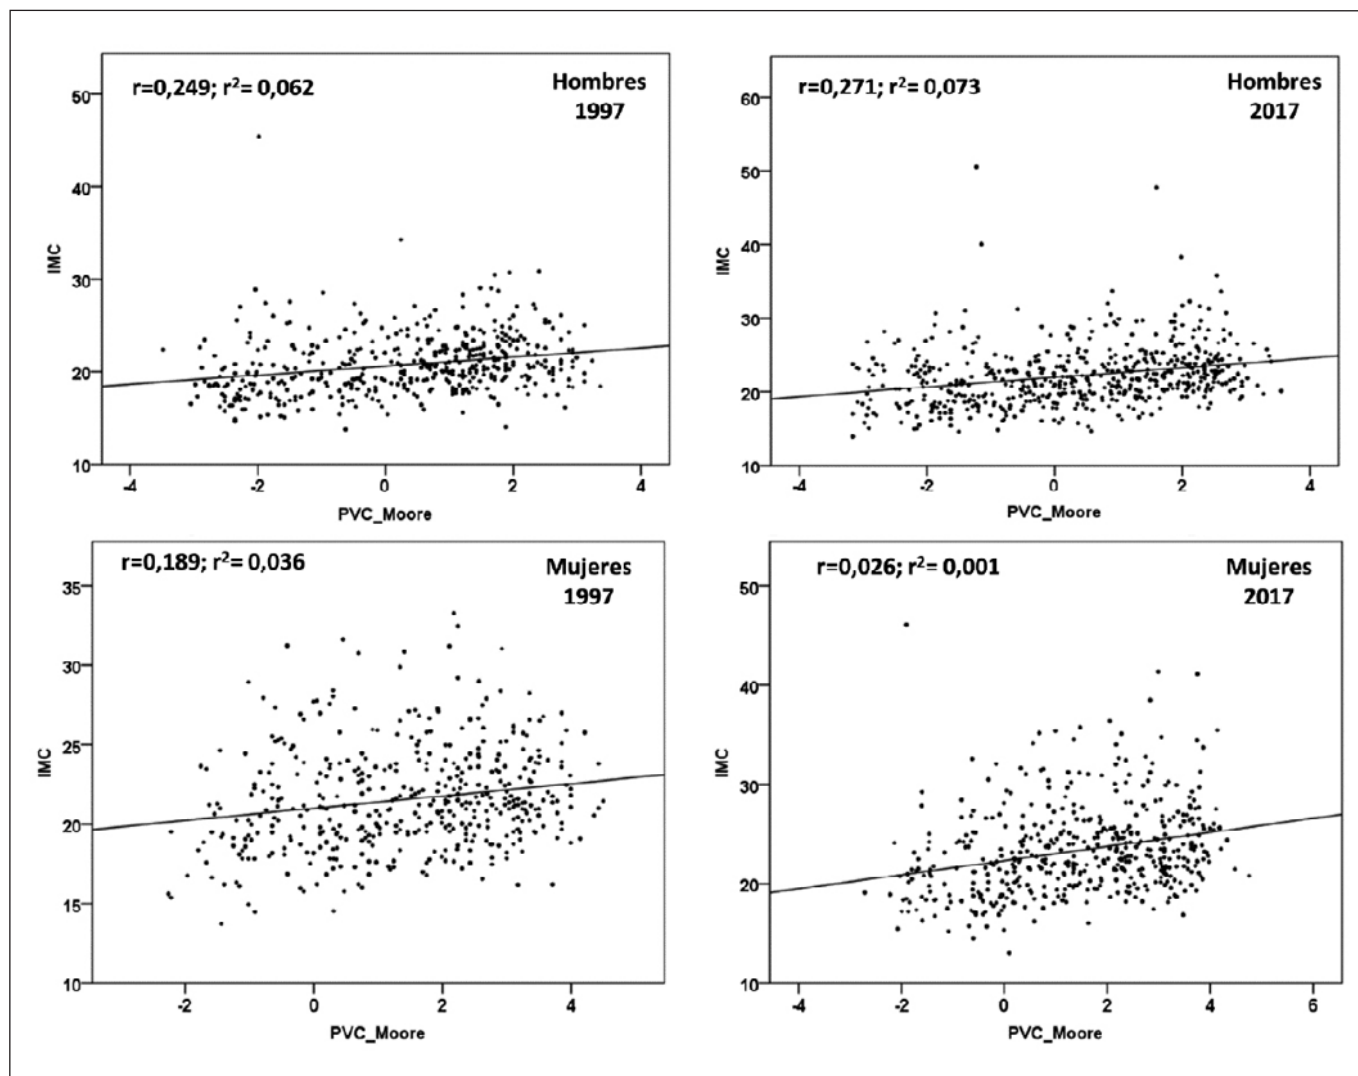 r=0,249; r²= 0,062
Hombres
1997
50
40
30
20
10
IMC
-4
-2
0
2
4
PVC_Moore
r=0,271; r²= 0,073
Hombres
2017
60
50
40
30
20
10
IMC
-4
-2
0
2
4
PVC_Moore
r=0,189; r²= 0,036
Mujeres
1997
35
30
25
20
15
10
IMC
-2
0
2
4
PVC_Moore
r=0,026; r²= 0,001
Mujeres
2017
50
40
30
20
10
IMC
-4
-2
0
2
4
6
PVC_Moore